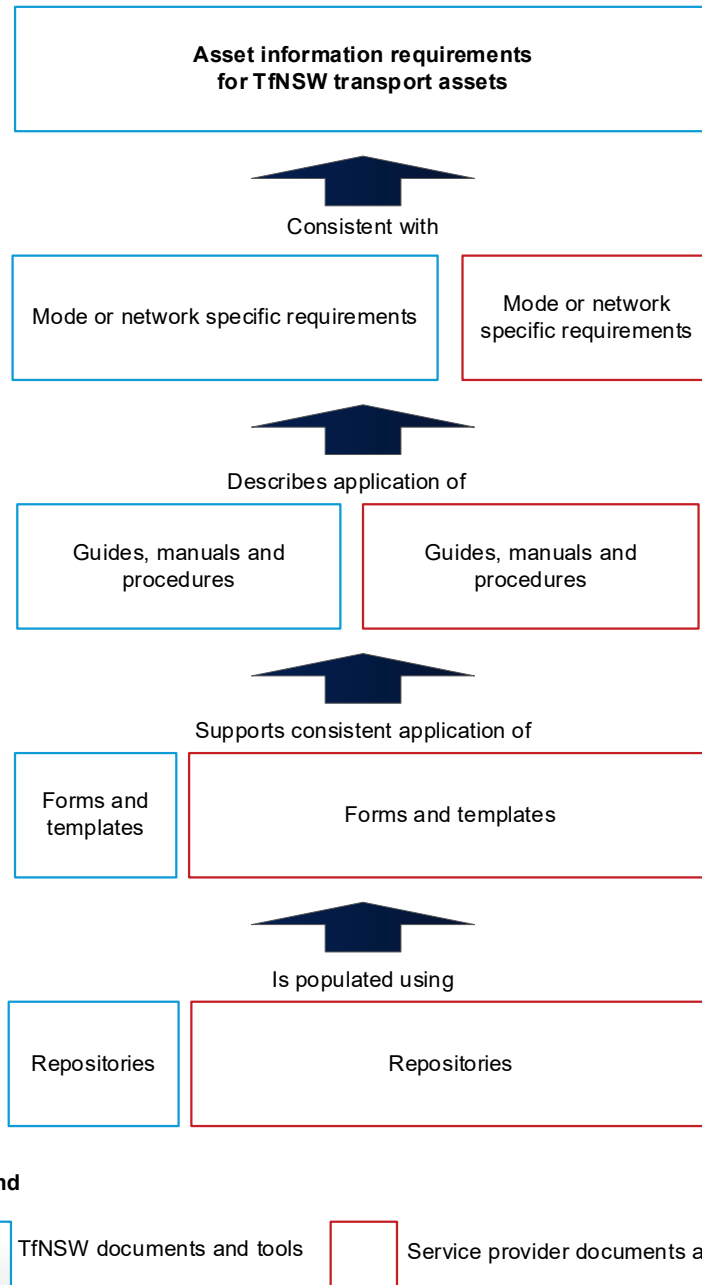 Asset information requirements
for TfNSW transport assets
Consistent with
Mode or network specific requirements
Mode or network
specific requirements
Describes application of
Guides, manuals and
procedures
Guides, manuals and
procedures
Supports consistent application of
Forms and
templates
Forms and templates
Is populated using
Repositories
Repositories
nd
TfNSW documents and tools
Service provider documents a